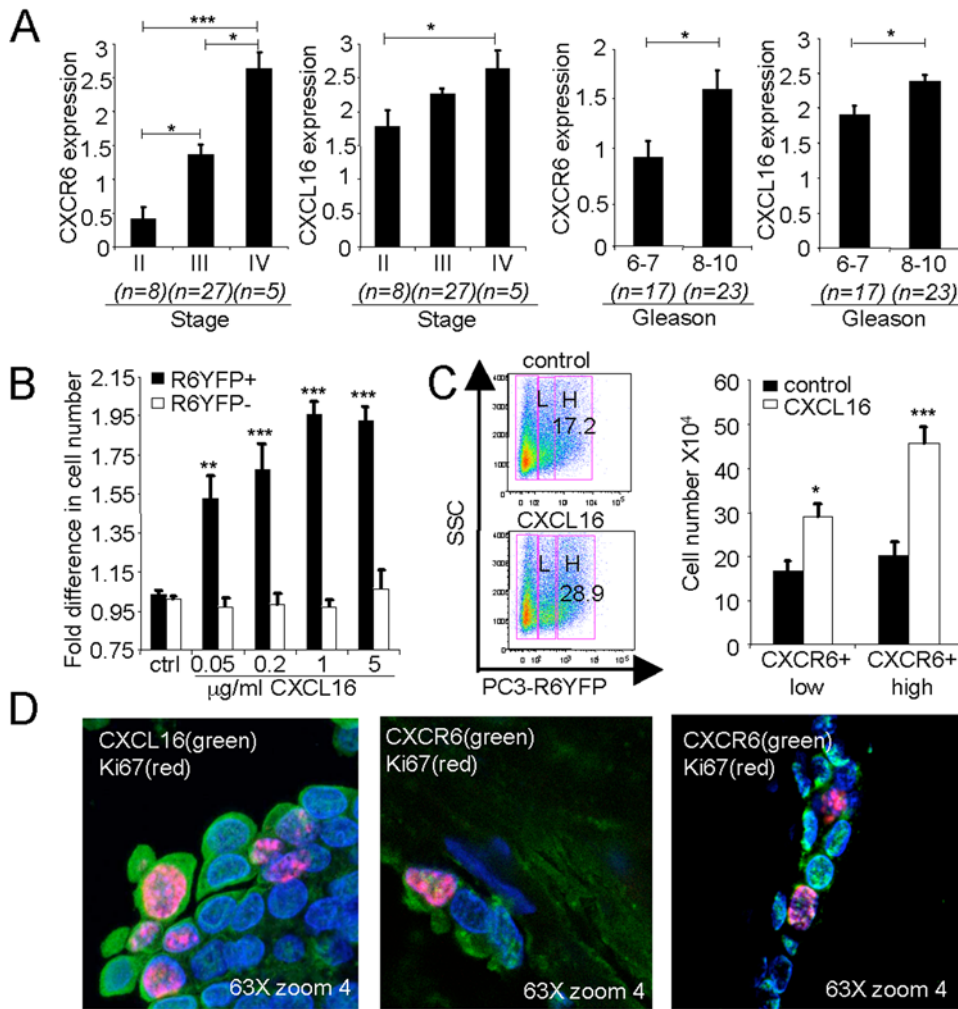 A
CXCR6 expression
3
2.5
2
1.5
1
0.5
0
***
*
*
II III IV
(n=8)(n=27)(n=5)
Stage
CXCL16 expression
3
2.5
2
1.5
1
0.5
0
*
II III IV
(n=8)(n=27)(n=5)
Stage
CXCR6 expression
2
1.5
1
0.5
0
*
6-7 8-10
(n=17) (n=23)
Gleason
CXCL16 expression
3
2.5
2
1.5
1
0.5
0
*
6-7 8-10
(n=17) (n=23)
Gleason
B
Fold difference in cell number
2.15
1.95
1.75
1.55
1.35
1.15
0.95
0.75
R6YFP+
R6YFP-
**
***
***
***
ctrl 0.05 0.2 1 5
µg/ml CXCL16
C
SSC
control
L H
17.2
CXCL16
L H
28.9
PC3-R6YFP
Cell number X10⁴
60
50
40
30
20
10
0
control
CXCL16
*
***
CXCR6+ CXCR6+
low high
D
CXCL16(green)
Ki67(red)
63X zoom 4
CXCR6(green)
Ki67(red)
63X zoom 4
CXCR6(green)
Ki67(red)
63X zoom 4